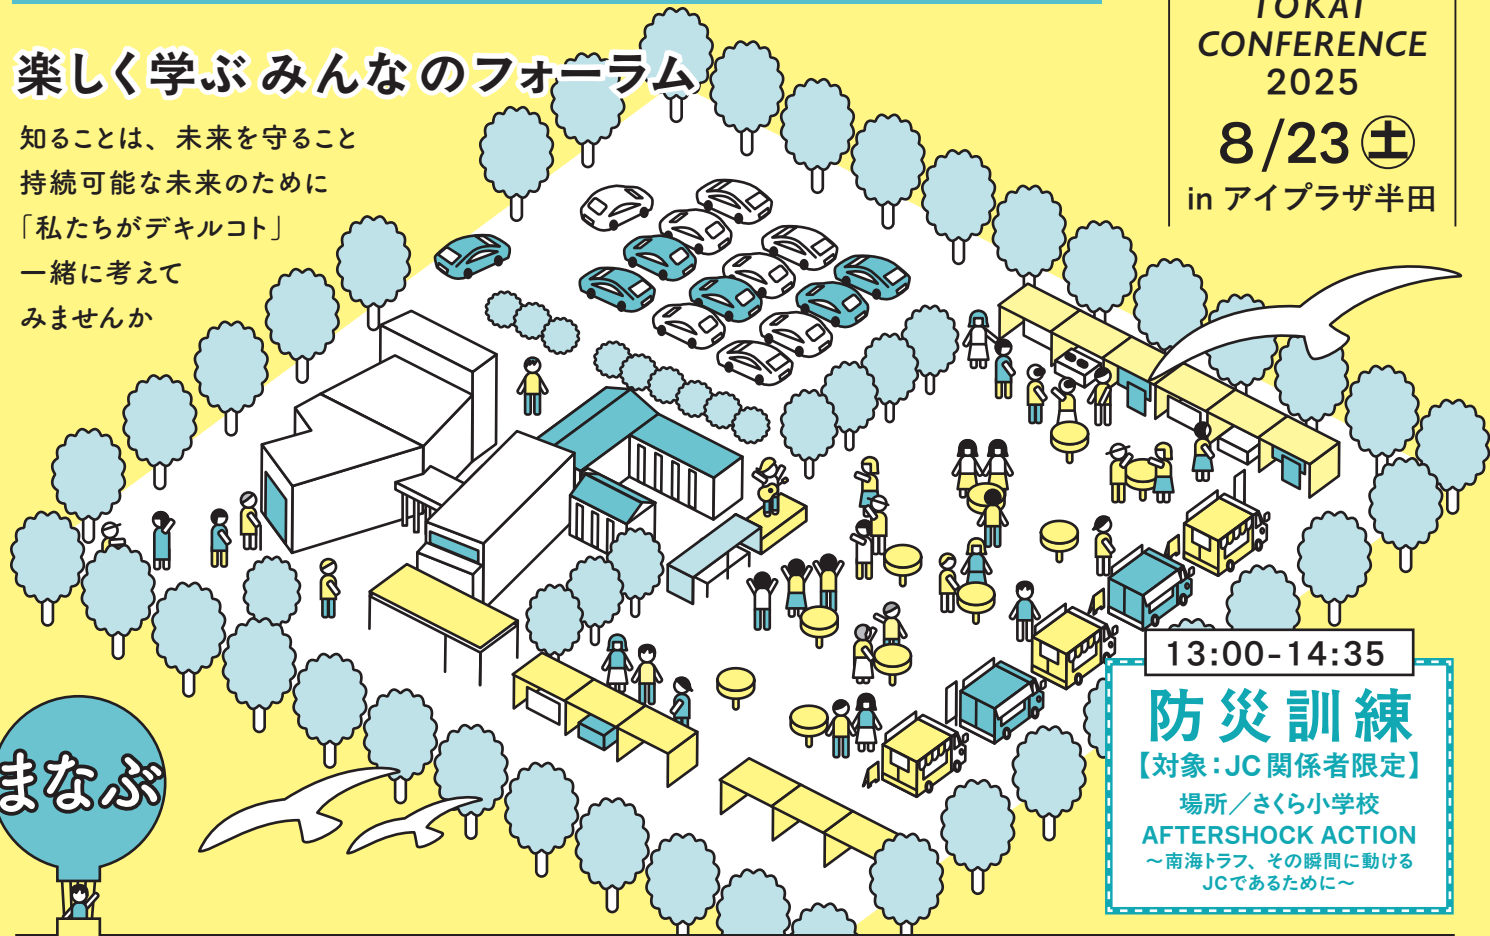 楽しく学ぶ みんなのフォーラム
知ることは、未来を守ること
持続可能な未来のために
「私たちがデキルコト」
一緒に考えて
みませんか
TOKAI
CONFERENCE
2025
8/23 土
in アイプラザ半田
まなぶ
13:00-14:35
防災訓練
【対象：JC関係者限定】
場所／さくら小学校
AFTERSHOCK ACTION
～南海トラフ、その瞬間に動ける
JCであるために～